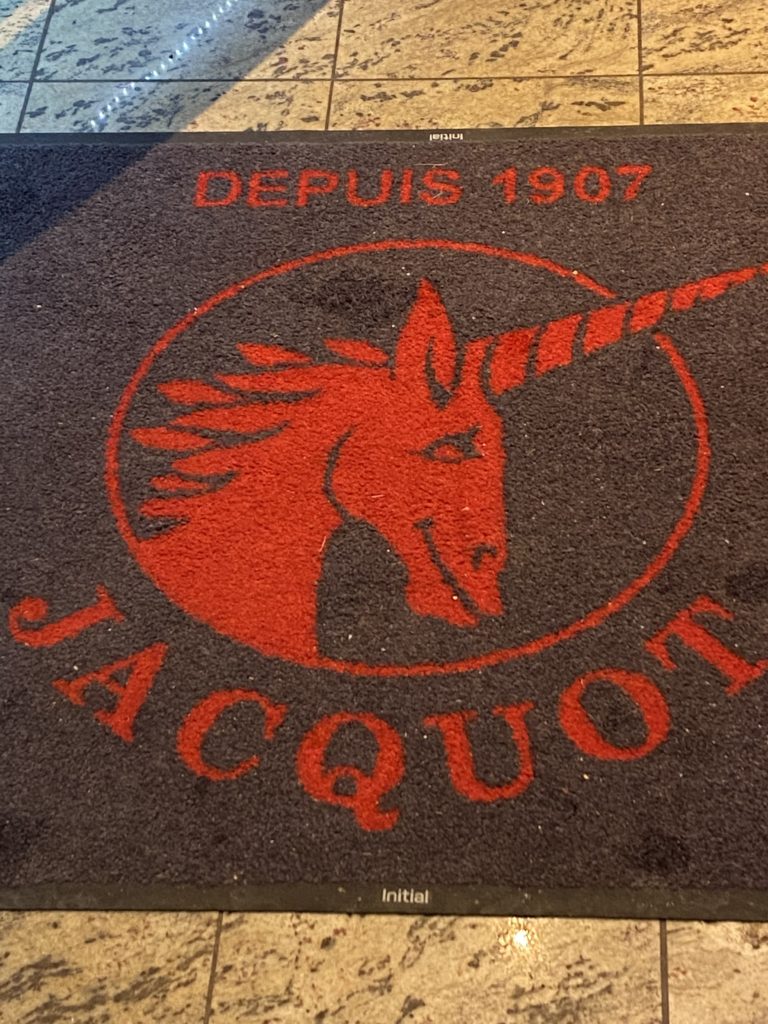 Initial
DEPUIS 1907
JACQUOT
Initial